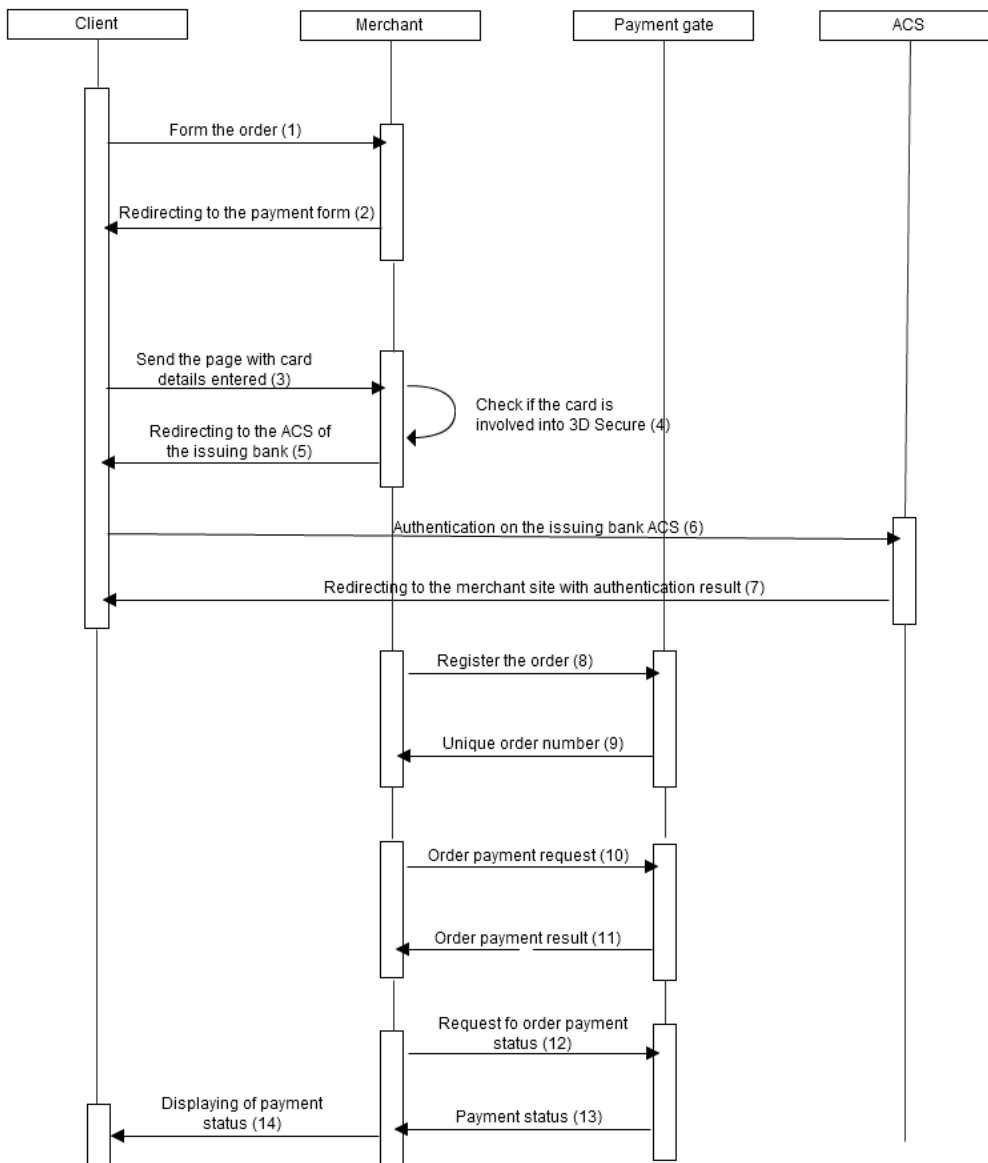 Client
Merchant
Payment gate
ACS
Form the order (1)
Redirecting to the payment form (2)
Send the page with card
details entered (3)
Check if the card is
involved into 3D Secure (4)
Redirecting to the ACS of
the issuing bank (5)
Authentication on the issuing bank ACS (6)
Redirecting to the merchant site with authentication result (7)
Register the order (8)
Unique order number (9)
Order payment request (10)
Order payment result (11)
Request fo order payment
status (12)
Displaying of payment
status (14)
Payment status (13)